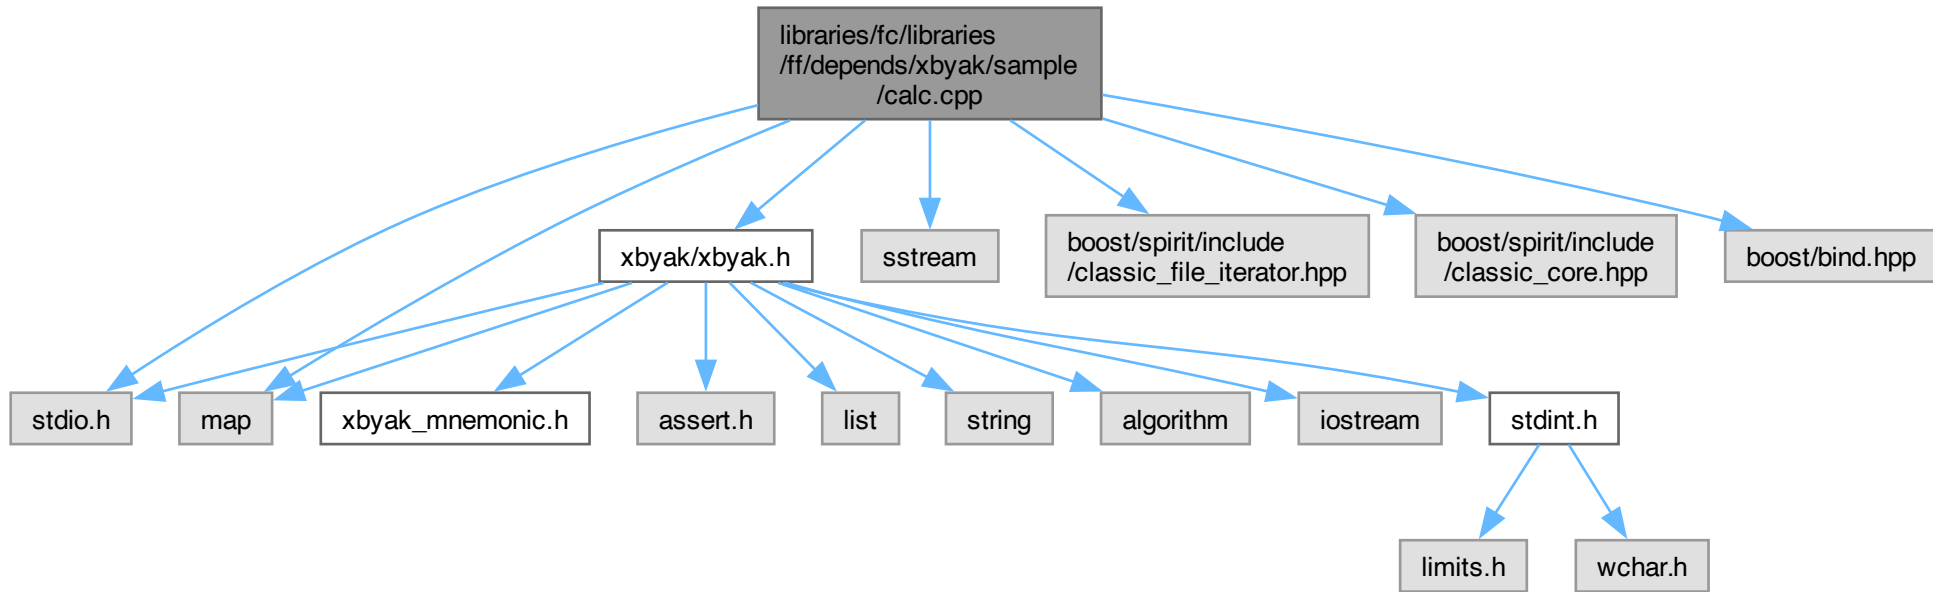 libraries/fc/libraries
/ff/depends/xbyak/sample
/calc.cpp
xbyak/xbyak.h
sstream
boost/spirit/include
/classic_file_iterator.hpp
boost/spirit/include
/classic_core.hpp
boost/bind.hpp
stdio.h
map
xbyak_mnemonic.h
assert.h
list
string
algorithm
iostream
stdint.h
limits.h
wchar.h